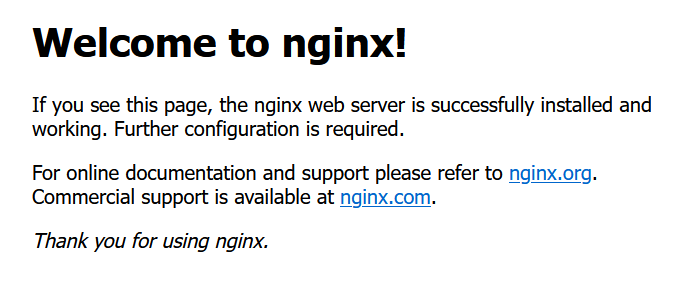 Welcome to nginx!
If you see this page, the nginx web server is successfully installed and
working. Further configuration is required.
For online documentation and support please refer to nginx.org.
Commercial support is available at nginx.com.
Thank you for using nginx.